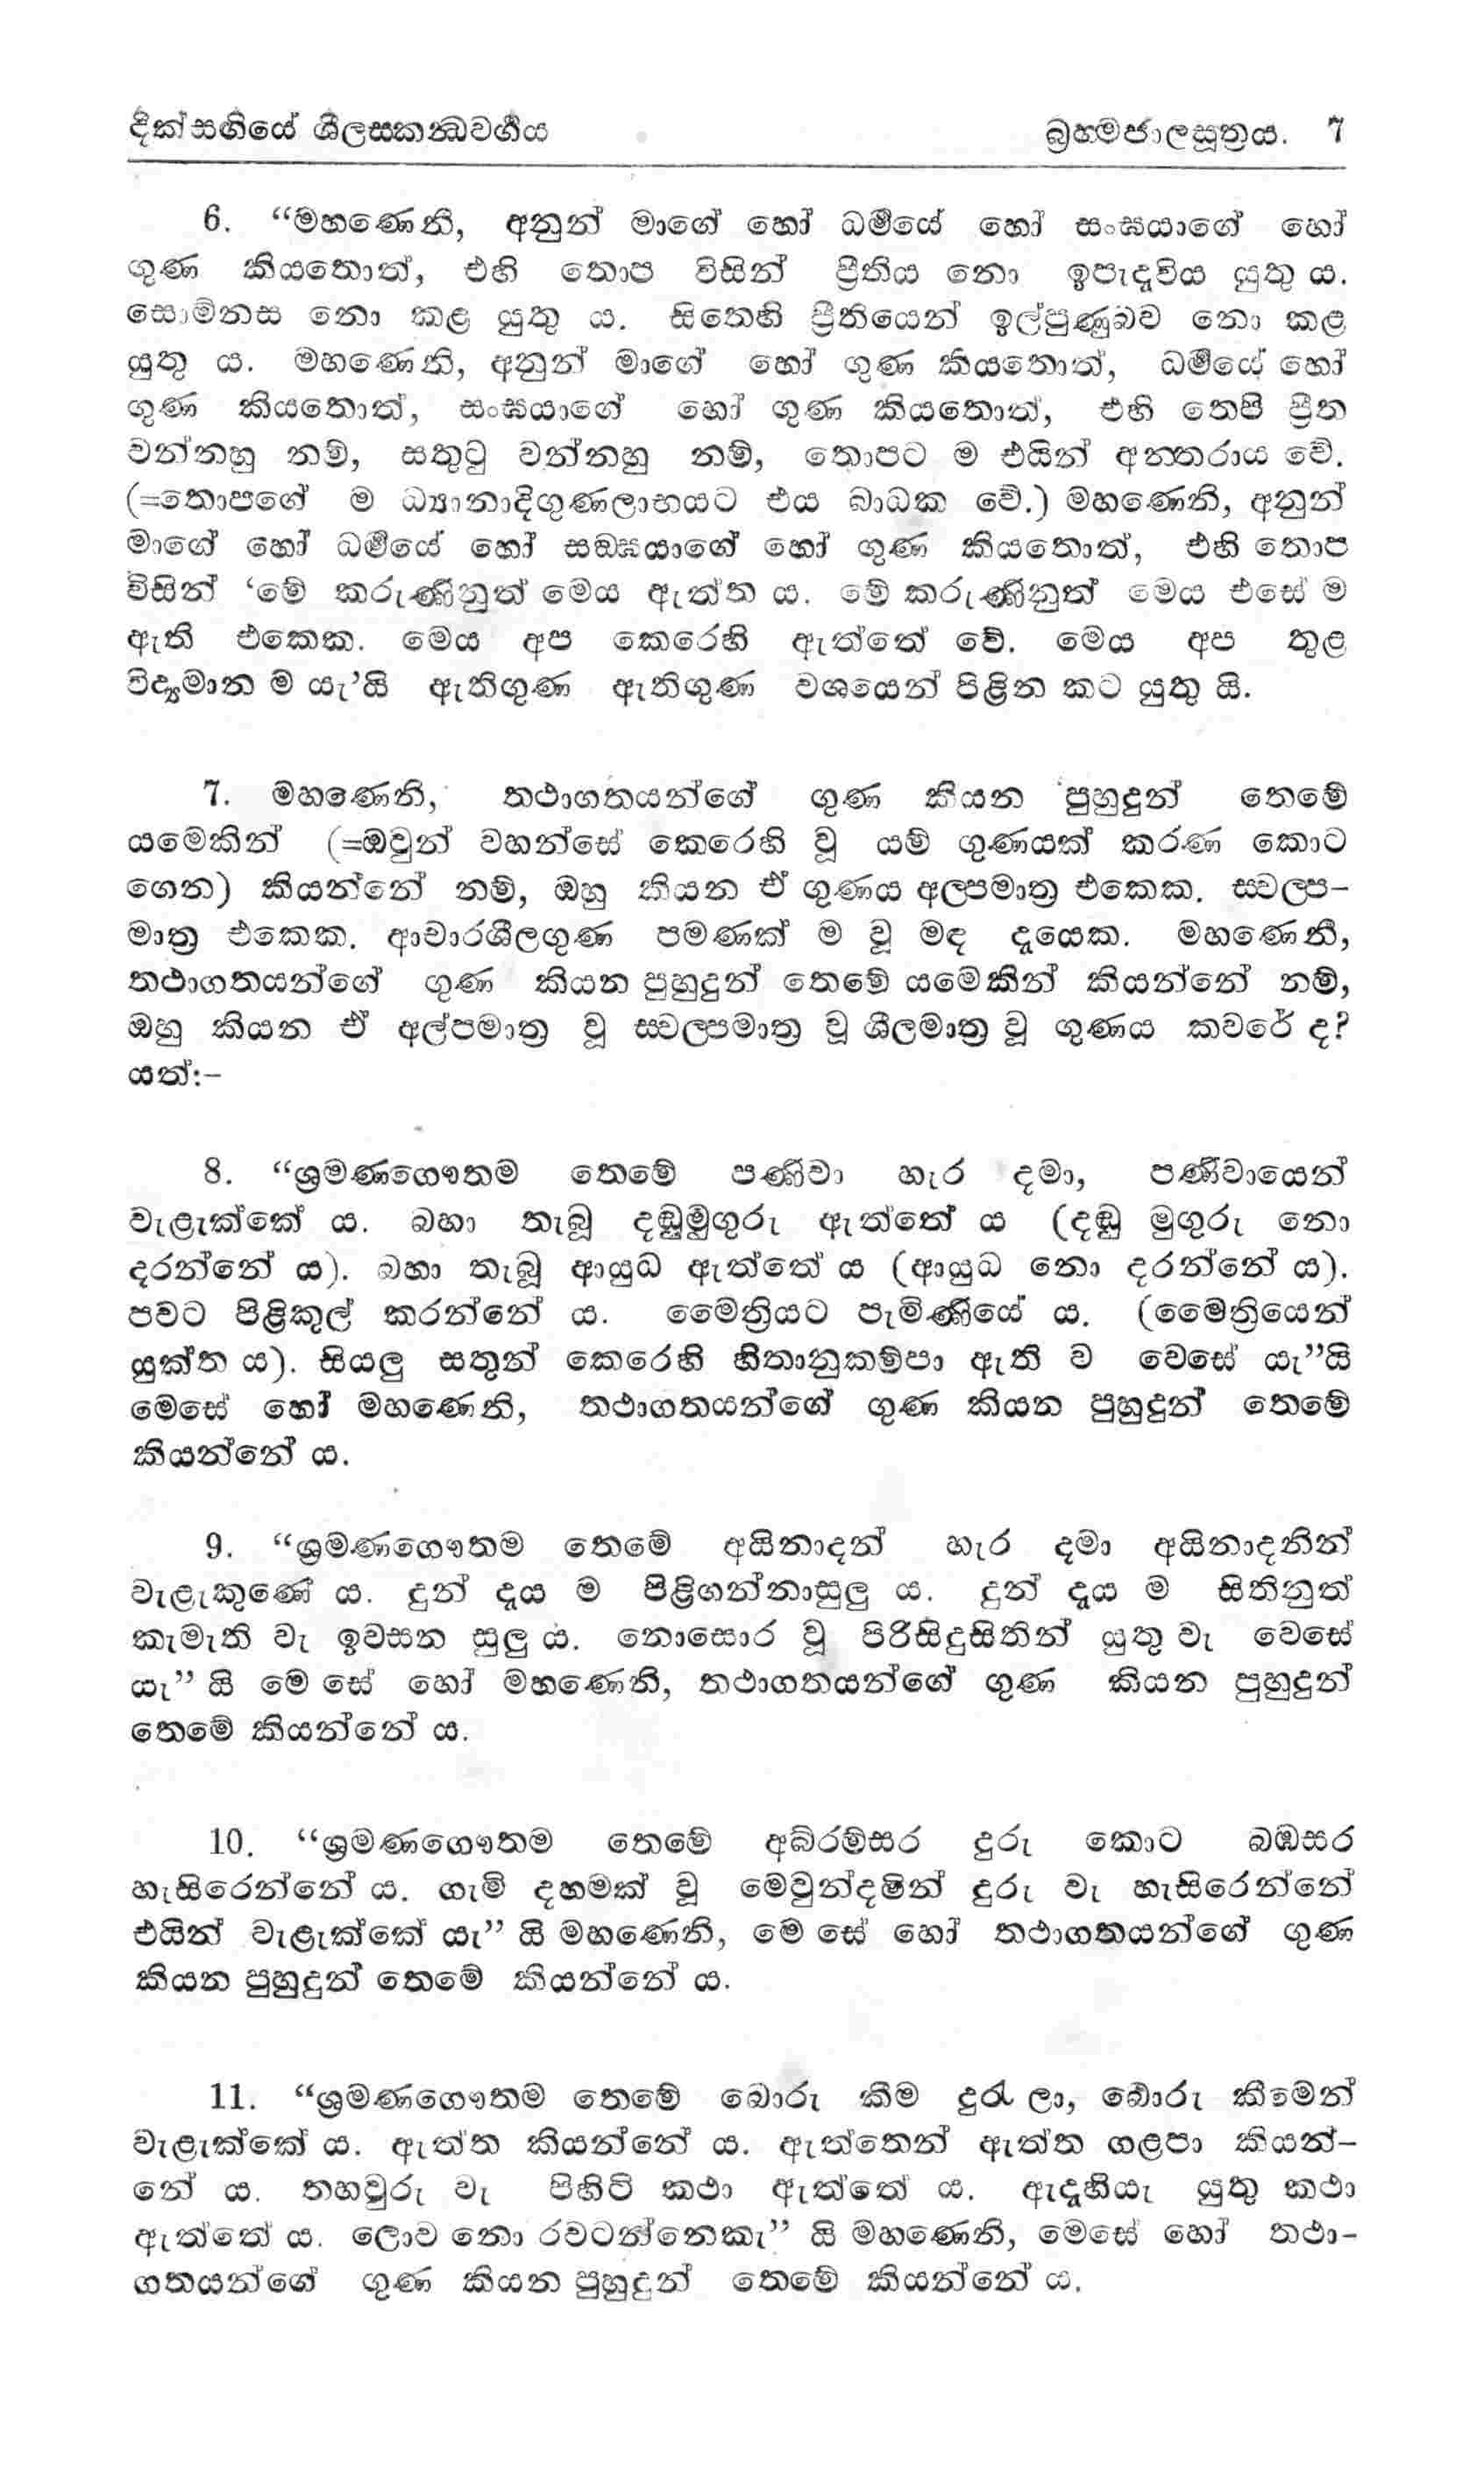 දික්සඟියේ ශීලස්කන්ධවර්ගය බ්‍රහ්මජාලසූත්‍රය. 7
6. “මහණෙනි, අනුන් මාගේ හෝ ධර්මයේ හෝ සංඝයාගේ හෝ
ගුණ කියතොත්, එහි තොප විසින් ප්‍රීතිය නො ඉපැදැවිය යුතු ය.
සොම්නස නො කළ යුතු ය. සිතෙහි ප්‍රීතියෙන් ඉල්පුණුබව නො කළ
යුතු ය. මහණෙනි, අනුන් මාගේ හෝ ගුණ කියතොත්, ධර්මයේ හෝ
ගුණ කියතොත්, සංඝයාගේ හෝ ගුණ කියතොත්, එහි තෙපි ප්‍රීත
වන්නහු නම්, සතුටු වන්නහු නම්, තොපට ම එයින් අන්තරාය වේ.
(=තොපගේ ම ධ්‍යානාදිගුණලාභයට එය බාධක වේ.) මහණෙනි, අනුන්
මාගේ හෝ ධර්මයේ හෝ සඞ්ඝයාගේ හෝ ගුණ කියතොත්, එහි තොප
විසින් ‘මේ කරුණිනුත් මෙය ඇත්ත ය. මේ කරුණිනුත් මෙය එසේ ම
ඇති එකෙක. මෙය අප කෙරෙහි ඇත්තේ වේ. මෙය අප තුළ
විද්‍යමාන ම යැ’යි ඇතිගුණ ඇතිගුණ වශයෙන් පිළින කට යුතු යි.
7. මහණෙනි, තථාගතයන්ගේ ගුණ කියන පුහුදුන් තෙමේ
යමෙකින් (=ඔවුන් වහන්සේ කෙරෙහි වූ යම් ගුණයක් කරණ කොට
ගෙන) කියන්නේ නම්, ඔහු කියන ඒ ගුණය අල්පමාත්‍ර එකෙක. ස්වල්ප-
මාත්‍ර එකෙක. ආචාරශීලගුණ පමණක් ම වූ මඳ දැයෙක. මහණෙනි,
තථාගතයන්ගේ ගුණ කියන පුහුදුන් තෙමේ යමෙකින් කියන්නේ නම්,
ඔහු කියන ඒ අල්පමාත්‍ර වූ ස්වල්පමාත්‍ර වූ ශීලමාත්‍ර වූ ගුණය කවරේ ද?
යත්:–
8. “ශ්‍රමණගෞතම තෙමේ පණිවා හැර දමා, පණිවායෙන්
වැළැක්කේ ය. බහා තැබූ දඬුමුගුරු ඇත්තේ ය (දඬු මුගුරු නො
දරන්නේ ය). බහා තැබූ ආයුධ ඇත්තේ ය (ආයුධ නො දරන්නේ ය).
පවට පිළිකුල් කරන්නේ ය. මෛත්‍රියට පැමිණියේ ය. (මෛත්‍රියෙන්
යුක්ත ය). සියලු සතුන් කෙරෙහි හිතානුකම්පා ඇති ව වෙසේ යැ”යි
මෙසේ හෝ මහණෙනි, තථාගතයන්ගේ ගුණ කියන පුහුදුන් තෙමේ
කියන්නේ ය.
9. “ශ්‍රමණගෞතම තෙමේ අයිනාදන් හැර දමා අයිනාදනින්
වැළැකුණේ ය. දුන් දැය ම පිළිගන්නාසුලු ය. දුන් දැය ම සිතිනුත්
කැමැති වැ ඉවසන සුලු ය. නොසොර වූ පිරිසිදුසිතින් යුතු වැ වෙසේ
යැ” යි මෙ සේ හෝ මහණෙනි, තථාගතයන්ගේ ගුණ කියන පුහුදුන්
තෙමේ කියන්නේ ය.
10. “ශ්‍රමණගෞතම තෙමේ අබ්රම්සර දුරු කොට බඹසර
හැසිරෙන්නේ ය. ගැමි දහමක් වූ මෙවුන්දමින් දුරු වැ හැසිරෙන්නේ
එයින් වැළැක්කේ යැ” යි මහණෙනි, මෙ සේ හෝ තථාගතයන්ගේ ගුණ
කියන පුහුදුන් තෙමේ කියන්නේ ය.
11. “ශ්‍රමණගෞතම තෙමේ බොරු කීම දුරැ ලා, බොරු කීමෙන්
වැළැක්කේ ය. ඇත්ත කියන්නේ ය. ඇත්තෙන් ඇත්ත ගළපා කියන්-
නේ ය. තහවුරු වැ පිහිටි කථා ඇත්තේ ය. ඇදැහියැ යුතු කථා
ඇත්තේ ය. ලොව නො රවටන්නෙකැ” යි මහණෙනි, මෙසේ හෝ තථා-
ගතයන්ගේ ගුණ කියන පුහුදුන් තෙමේ කියන්නේ ය.